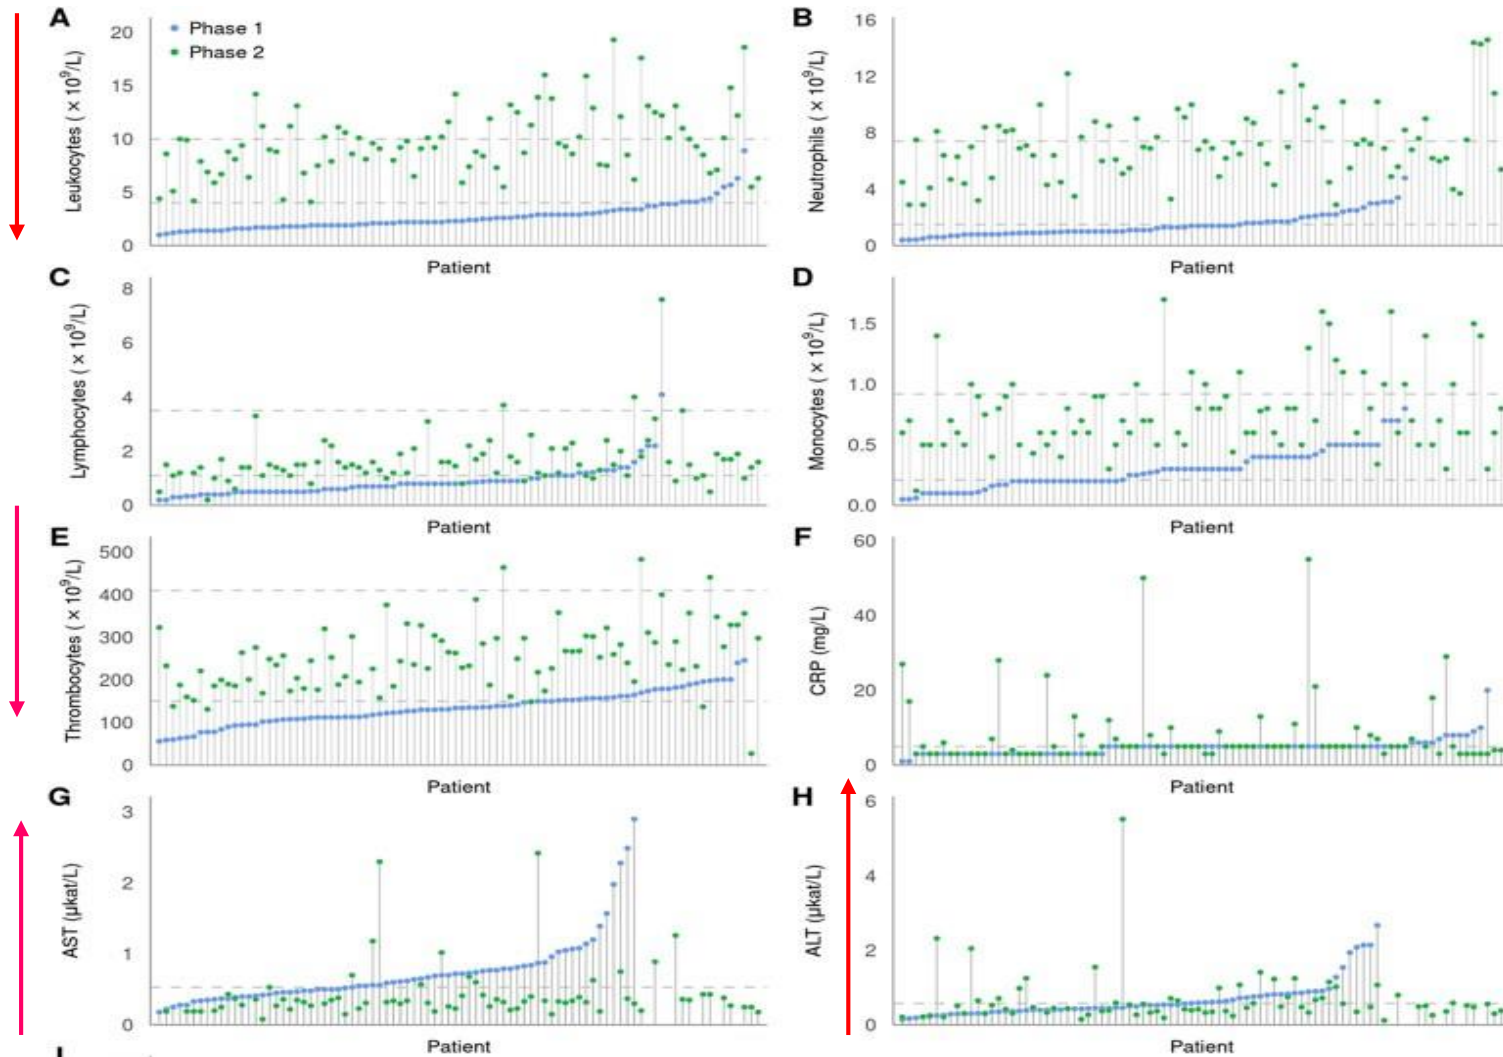 A
Leukocytes ( × 10⁹/L)
20
15
10
5
0
Phase 1
Phase 2
Patient
B
Neutrophils ( × 10⁹/L)
16
12
8
4
0
Patient
C
Lymphocytes ( × 10⁹/L)
8
6
4
2
0
Patient
D
Monocytes ( × 10⁹/L)
1.5
1.0
0.5
0.0
Patient
E
Thrombocytes ( × 10⁹/L)
500
400
300
200
100
0
Patient
F
CRP (mg/L)
60
40
20
0
Patient
G
AST (µkat/L)
3
2
1
0
Patient
H
ALT (µkat/L)
6
4
2
0
Patient